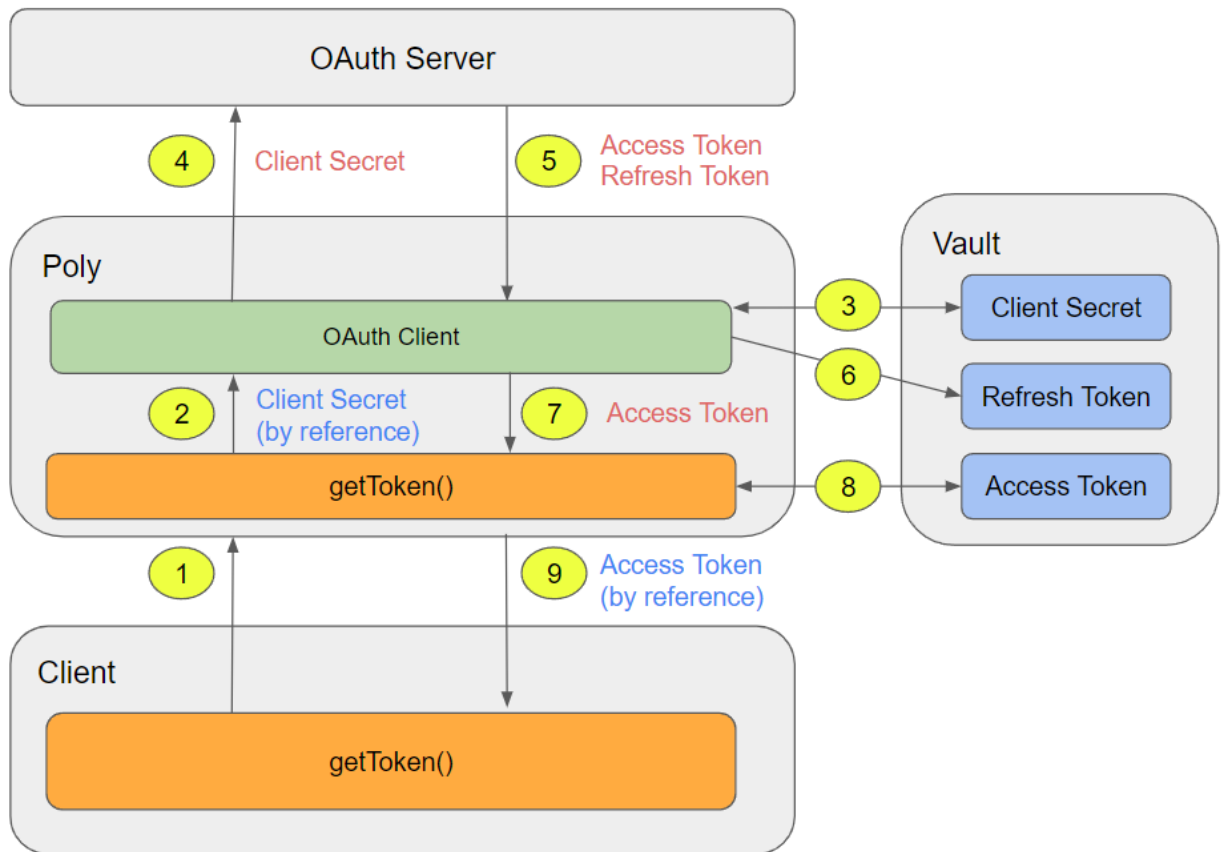 OAuth Server
4
Client Secret
5
Access Token
Refresh Token
Poly
Vault
OAuth Client
3
Client Secret
2
Client Secret
(by reference)
7
Access Token
6
Refresh Token
getToken()
8
Access Token
1
9
Access Token
(by reference)
Client
getToken()